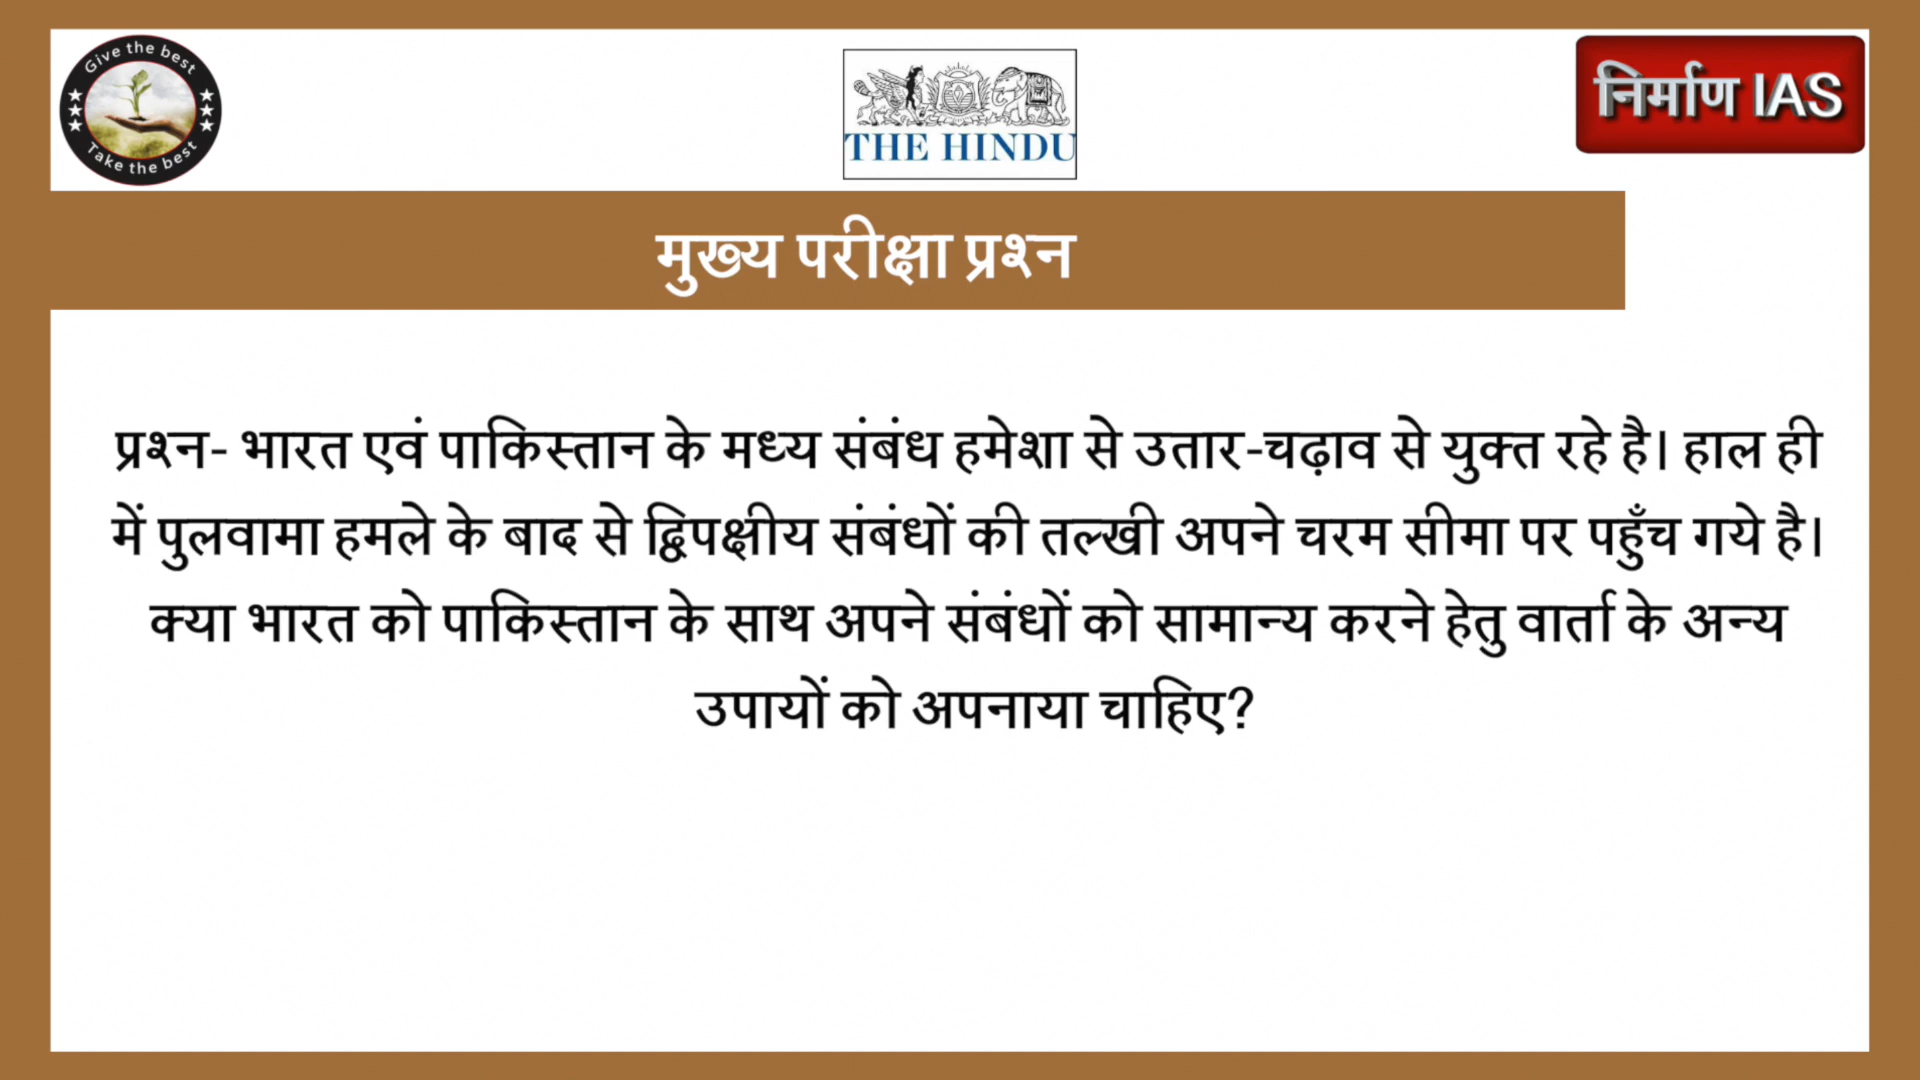 Give the best
Take the best
THE HINDU
निर्माण IAS
मुख्य परीक्षा प्रश्न
प्रश्न- भारत एवं पाकिस्तान के मध्य संबंध हमेशा से उतार-चढ़ाव से युक्त रहे है। हाल ही
में पुलवामा हमले के बाद से द्विपक्षीय संबंधों की तल्खी अपने चरम सीमा पर पहुँच गये है।
क्या भारत को पाकिस्तान के साथ अपने संबंधों को सामान्य करने हेतु वार्ता के अन्य
उपायों को अपनाया चाहिए?